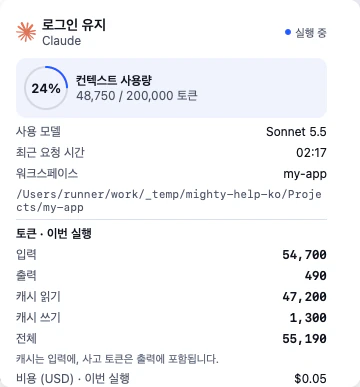 로그인 유지
Claude
실행 중
24%
컨텍스트 사용량
48,750 / 200,000 토큰
사용 모델 Sonnet 5.5
최근 요청 시간 02:17
워크스페이스 my-app
/Users/runner/work/_temp/mighty-help-ko/Proje
cts/my-app
토큰 · 이번 실행
입력 54,700
출력 490
캐시 읽기 47,200
캐시 쓰기 1,300
전체 55,190
캐시는 입력에, 사고 토큰은 출력에 포함됩니다.
비용 (USD) · 이번 실행 $0.05